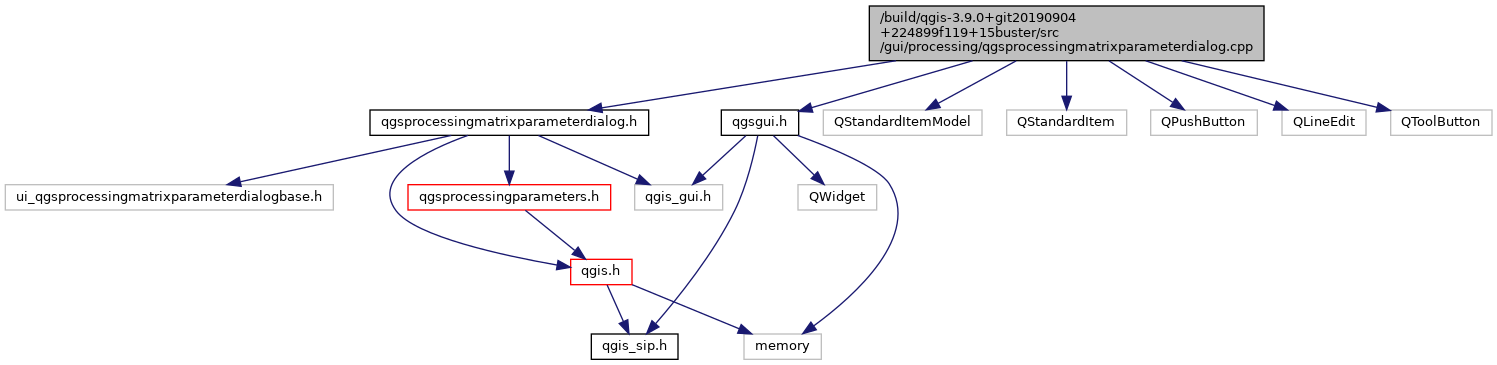 /build/qgis-3.9.0+git20190904
+224899f119+15buster/src
/gui/processing/qgsprocessingmatrixparameterdialog.cpp
qgsprocessingmatrixparameterdialog.h
qgsgui.h
QStandardItemModel
QStandardItem
QPushButton
QLineEdit
QToolButton
ui_qgsprocessingmatrixparameterdialogbase.h
qgsprocessingparameters.h
qgis_gui.h
QWidget
qgis.h
qgis_sip.h
memory